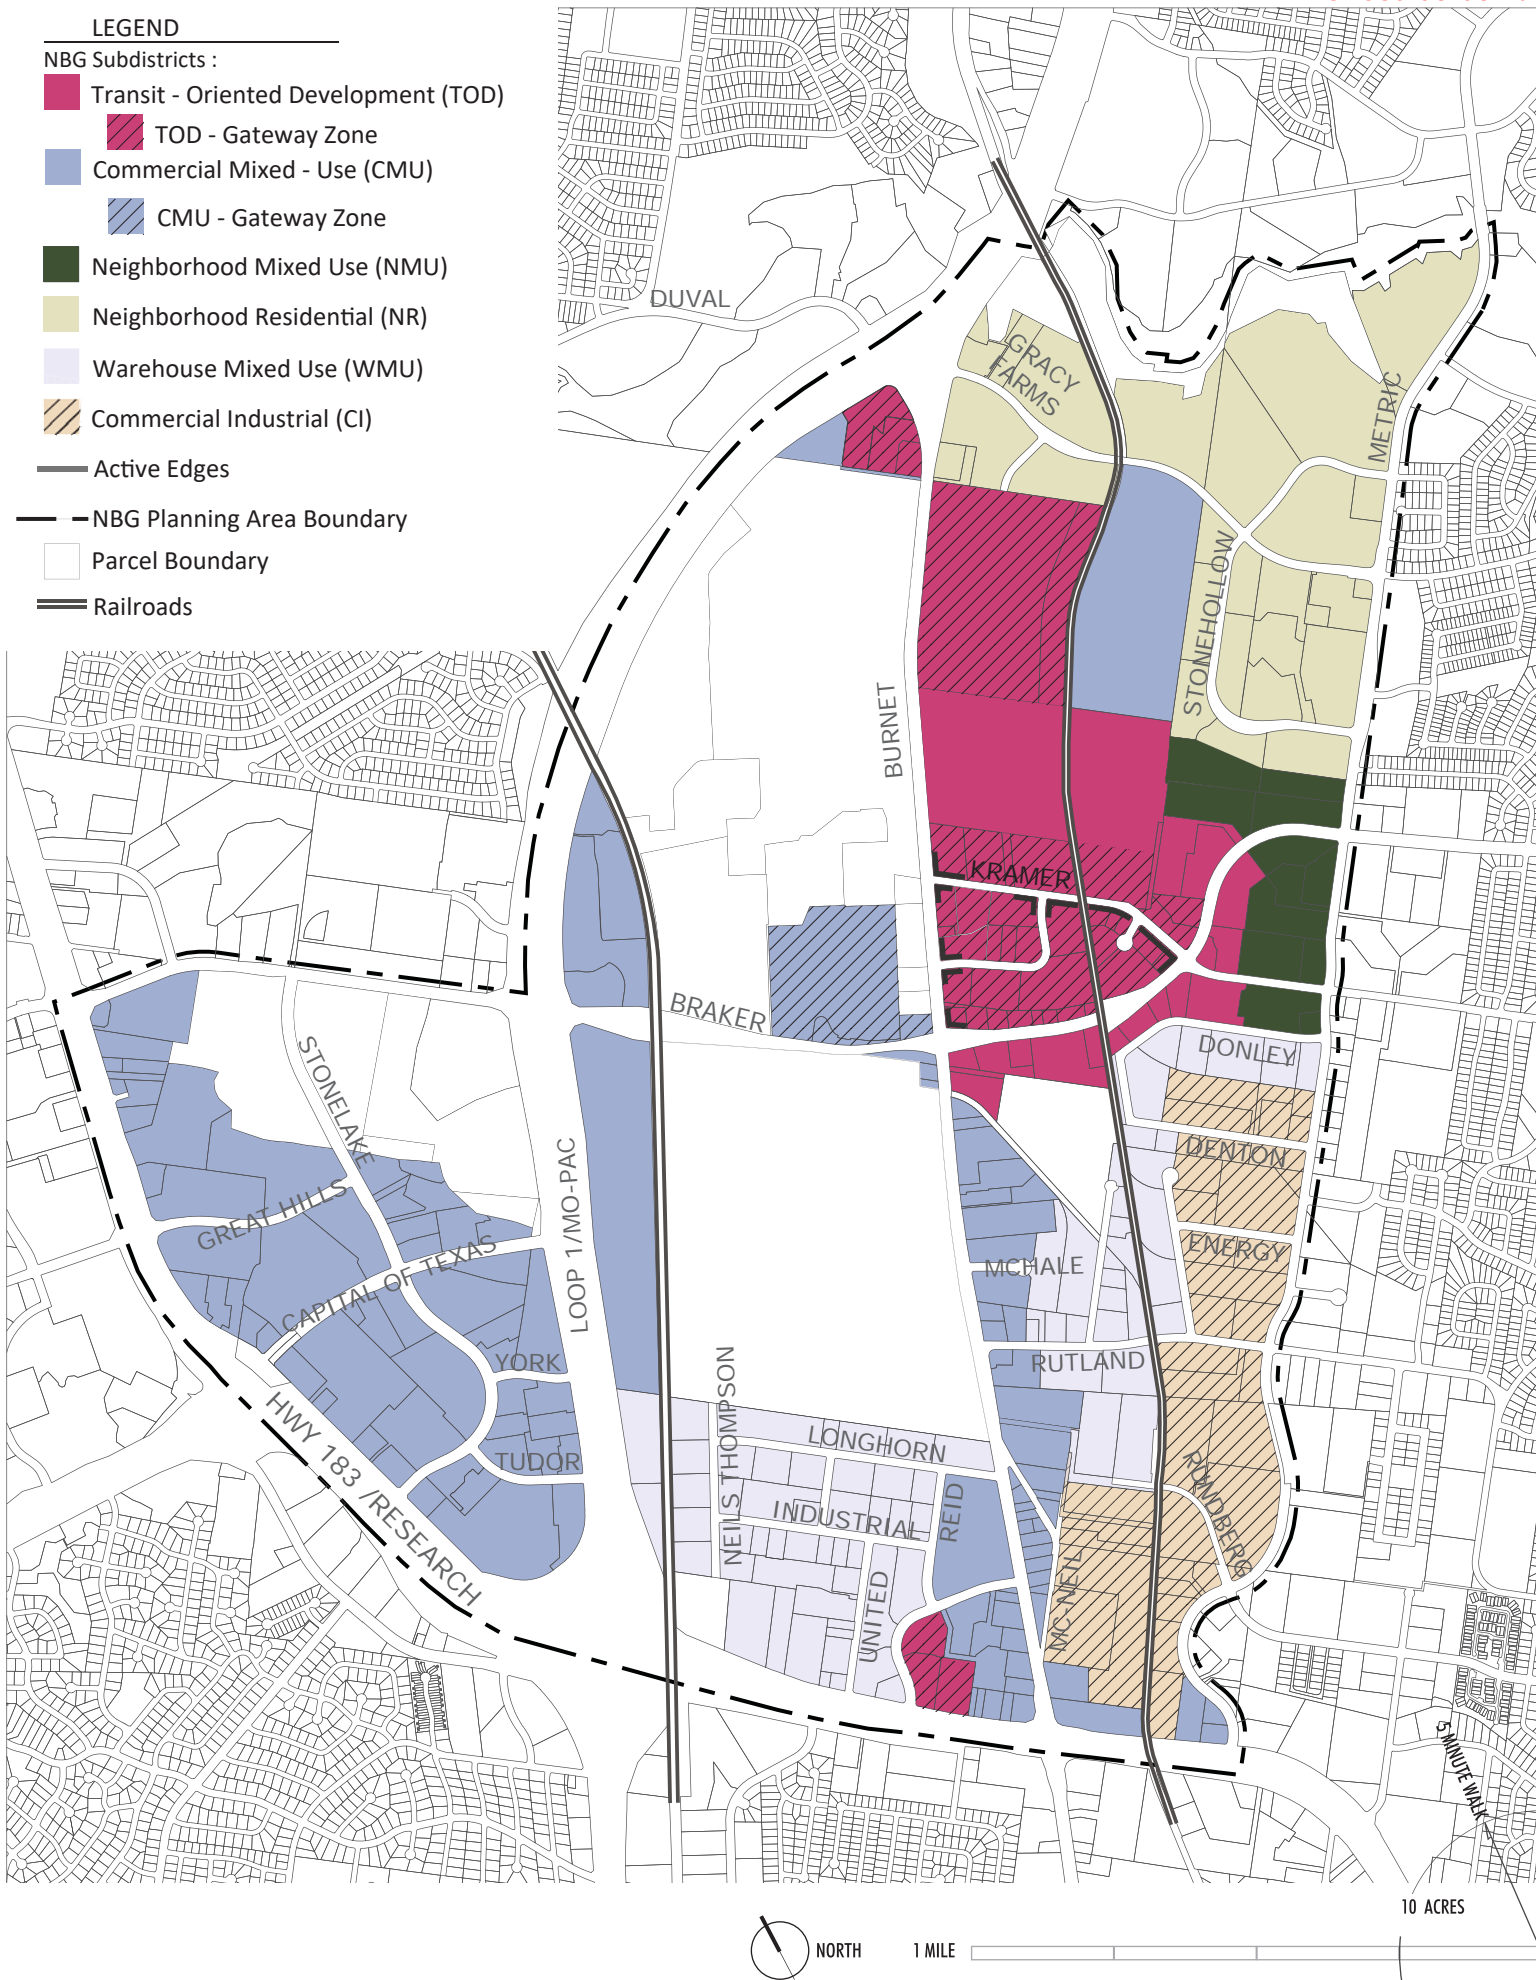 LEGEND
NBG Subdistricts :
Transit - Oriented Development (TOD)
TOD - Gateway Zone
Commercial Mixed - Use (CMU)
CMU - Gateway Zone
Neighborhood Mixed Use (NMU)
Neighborhood Residential (NR)
Warehouse Mixed Use (WMU)
Commercial Industrial (CI)
Active Edges
NBG Planning Area Boundary
Parcel Boundary
Railroads
DUVAL
GRACY
FARMS
METRIC
STONEHOLLOW
BURNET
KRAMER
BRAKER
DONLEY
STONELAKE
DENTON
GREAT HILLS
ENERGY
CAPITAL OF TEXAS
LOOP 1/MO-PAC
MCHALE
YORK
RUTLAND
HWY 183 /RESEARCH
NEILS THOMPSON
LONGHORN
TUDOR
REID
INDUSTRIAL
RUNDBERG
UNITED
MC-NEIL
5 MINUTE WALK
10 ACRES
NORTH
1 MILE